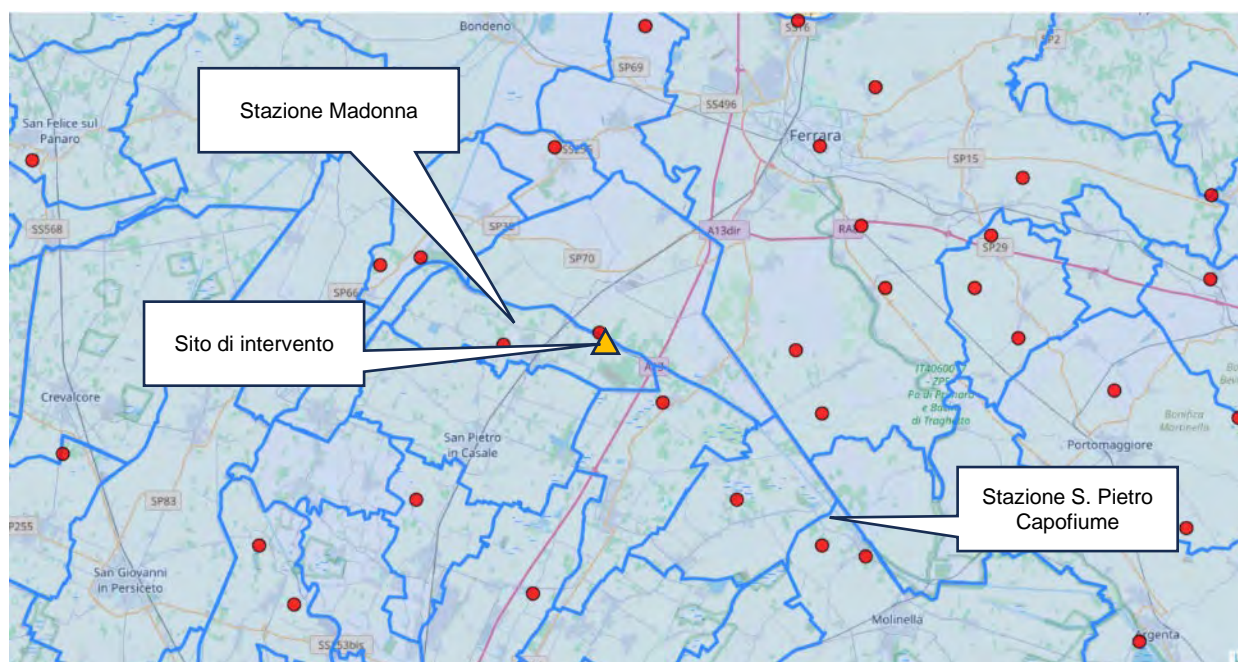 Bondeno
SS16
SP2
SP69
SS496
Stazione Madonna
San Felice sul
Panaro
Ferrara
SS255
SP15
SS568
SP35
A13dir
RA8
SP29
SP70
SP66
Sito di intervento
A13
IT40600
- ZPS
Po di Primaro
e Bacini
di Traghetto
Crevalcore
Bonifica
Martinella
San Pietro
in Casale
Portomaggiore
SP83
Stazione S. Pietro
Capofiume
SP255
San Giovanni
in Persiceto
Molinella
Argenta
SS253bis